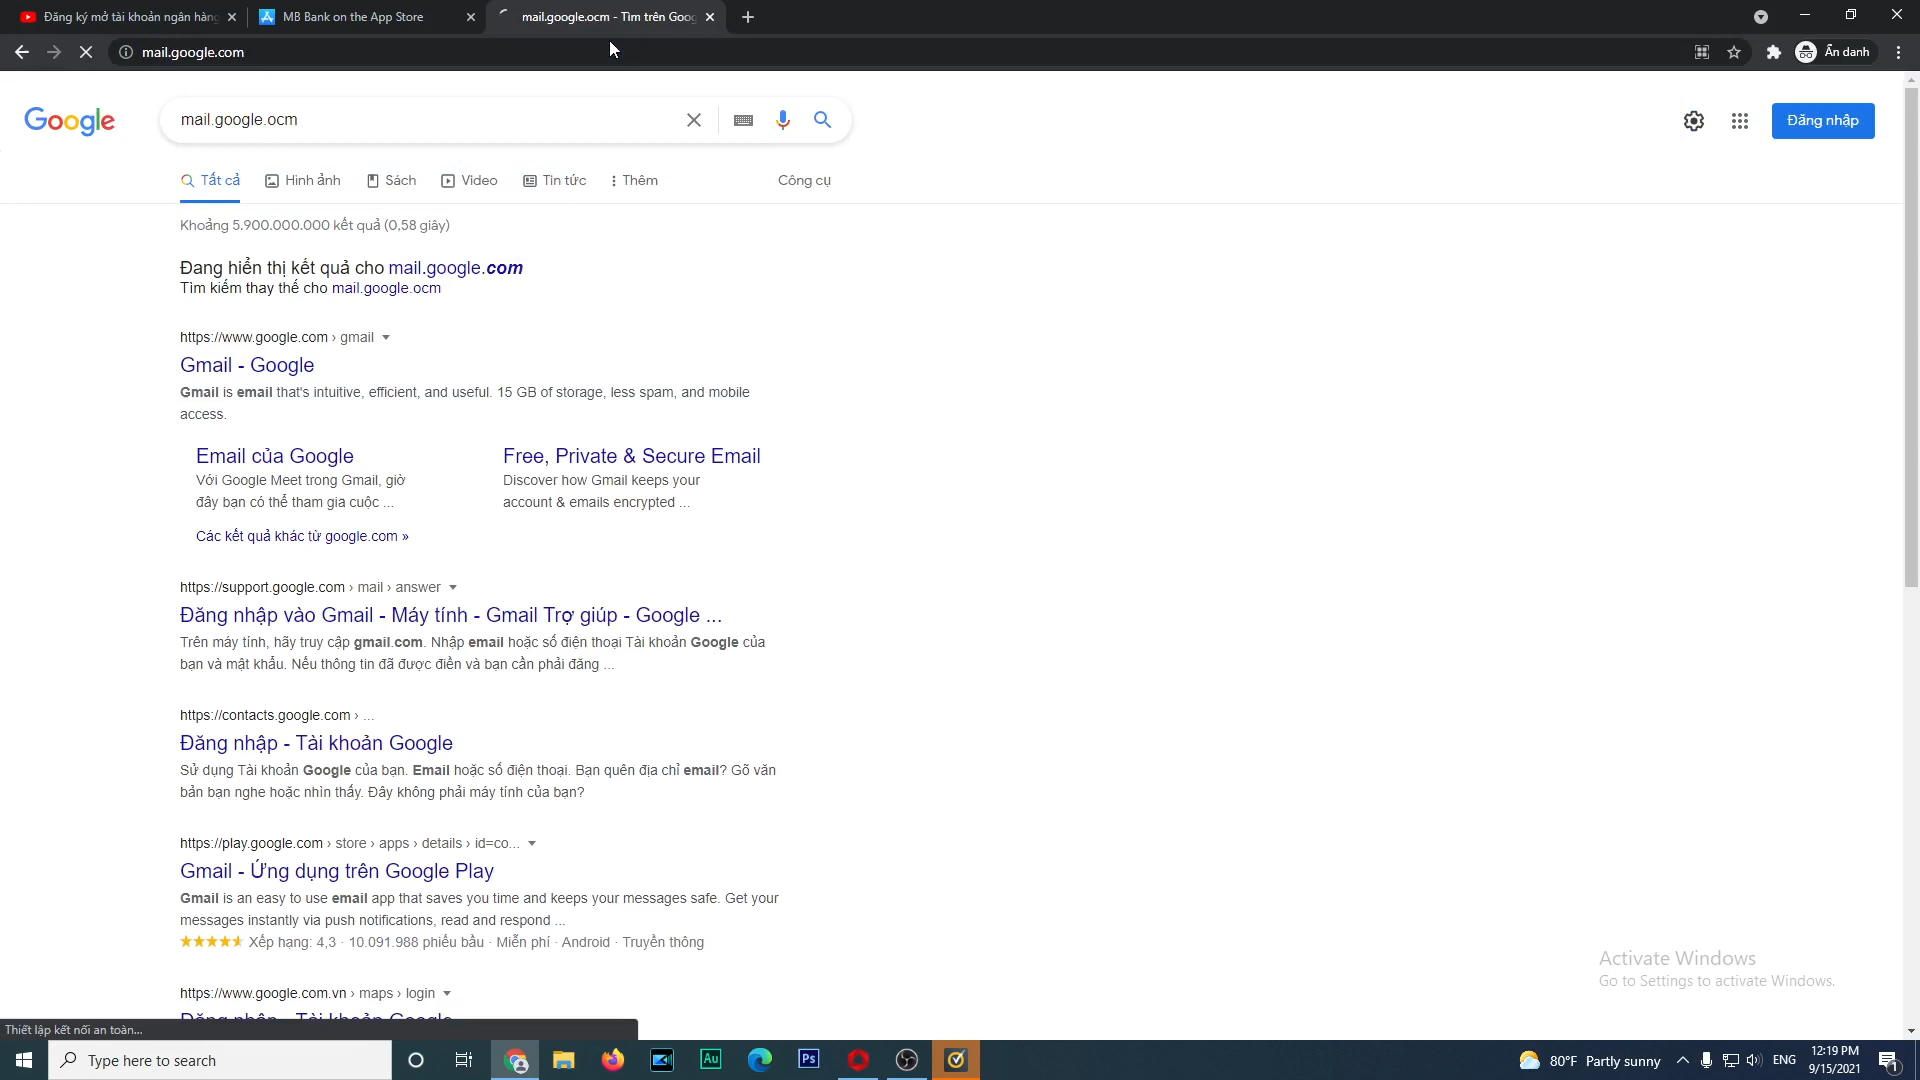 Đăng ký mở tài khoản ngân hàng
MB Bank on the App Store
mail.google.ocm - Tìm trên Goog
mail.google.com
Ẩn danh
Google
mail.google.ocm
Đăng nhập
Tất cả
Hình ảnh
Sách
Video
Tin tức
Thêm
Công cụ
Khoảng 5.900.000.000 kết quả (0,58 giây)
Đang hiển thị kết quả cho mail.google.com
Tìm kiếm thay thế cho mail.google.ocm
https://www.google.com › gmail
Gmail - Google
Gmail is email that's intuitive, efficient, and useful. 15 GB of storage, less spam, and mobile
access.
Email của Google
Với Google Meet trong Gmail, giờ
đây bạn có thể tham gia cuộc ...
Free, Private & Secure Email
Discover how Gmail keeps your
account & emails encrypted ...
Các kết quả khác từ google.com »
https://support.google.com › mail › answer
Đăng nhập vào Gmail - Máy tính - Gmail Trợ giúp - Google ...
Trên máy tính, hãy truy cập gmail.com. Nhập email hoặc số điện thoại Tài khoản Google của
bạn và mật khẩu. Nếu thông tin đã được điền và bạn cần phải đăng ...
https://contacts.google.com › ...
Đăng nhập - Tài khoản Google
Sử dụng Tài khoản Google của bạn. Email hoặc số điện thoại. Bạn quên địa chỉ email? Gõ văn
bản bạn nghe hoặc nhìn thấy. Đây không phải máy tính của bạn?
https://play.google.com › store › apps › details › id=co...
Gmail - Ứng dụng trên Google Play
Gmail is an easy to use email app that saves you time and keeps your messages safe. Get your
messages instantly via push notifications, read and respond ...
Xếp hạng: 4,3 · 10.091.988 phiếu bầu · Miễn phí · Android · Truyền thông
Activate Windows
Go to Settings to activate Windows.
https://www.google.com.vn › maps › login
Đăng nhập - Tài khoản Google
Thiết lập kết nối an toàn...
Type here to search
Au
Ps
80°F Partly sunny
ENG
12:19 PM
9/15/2021
1